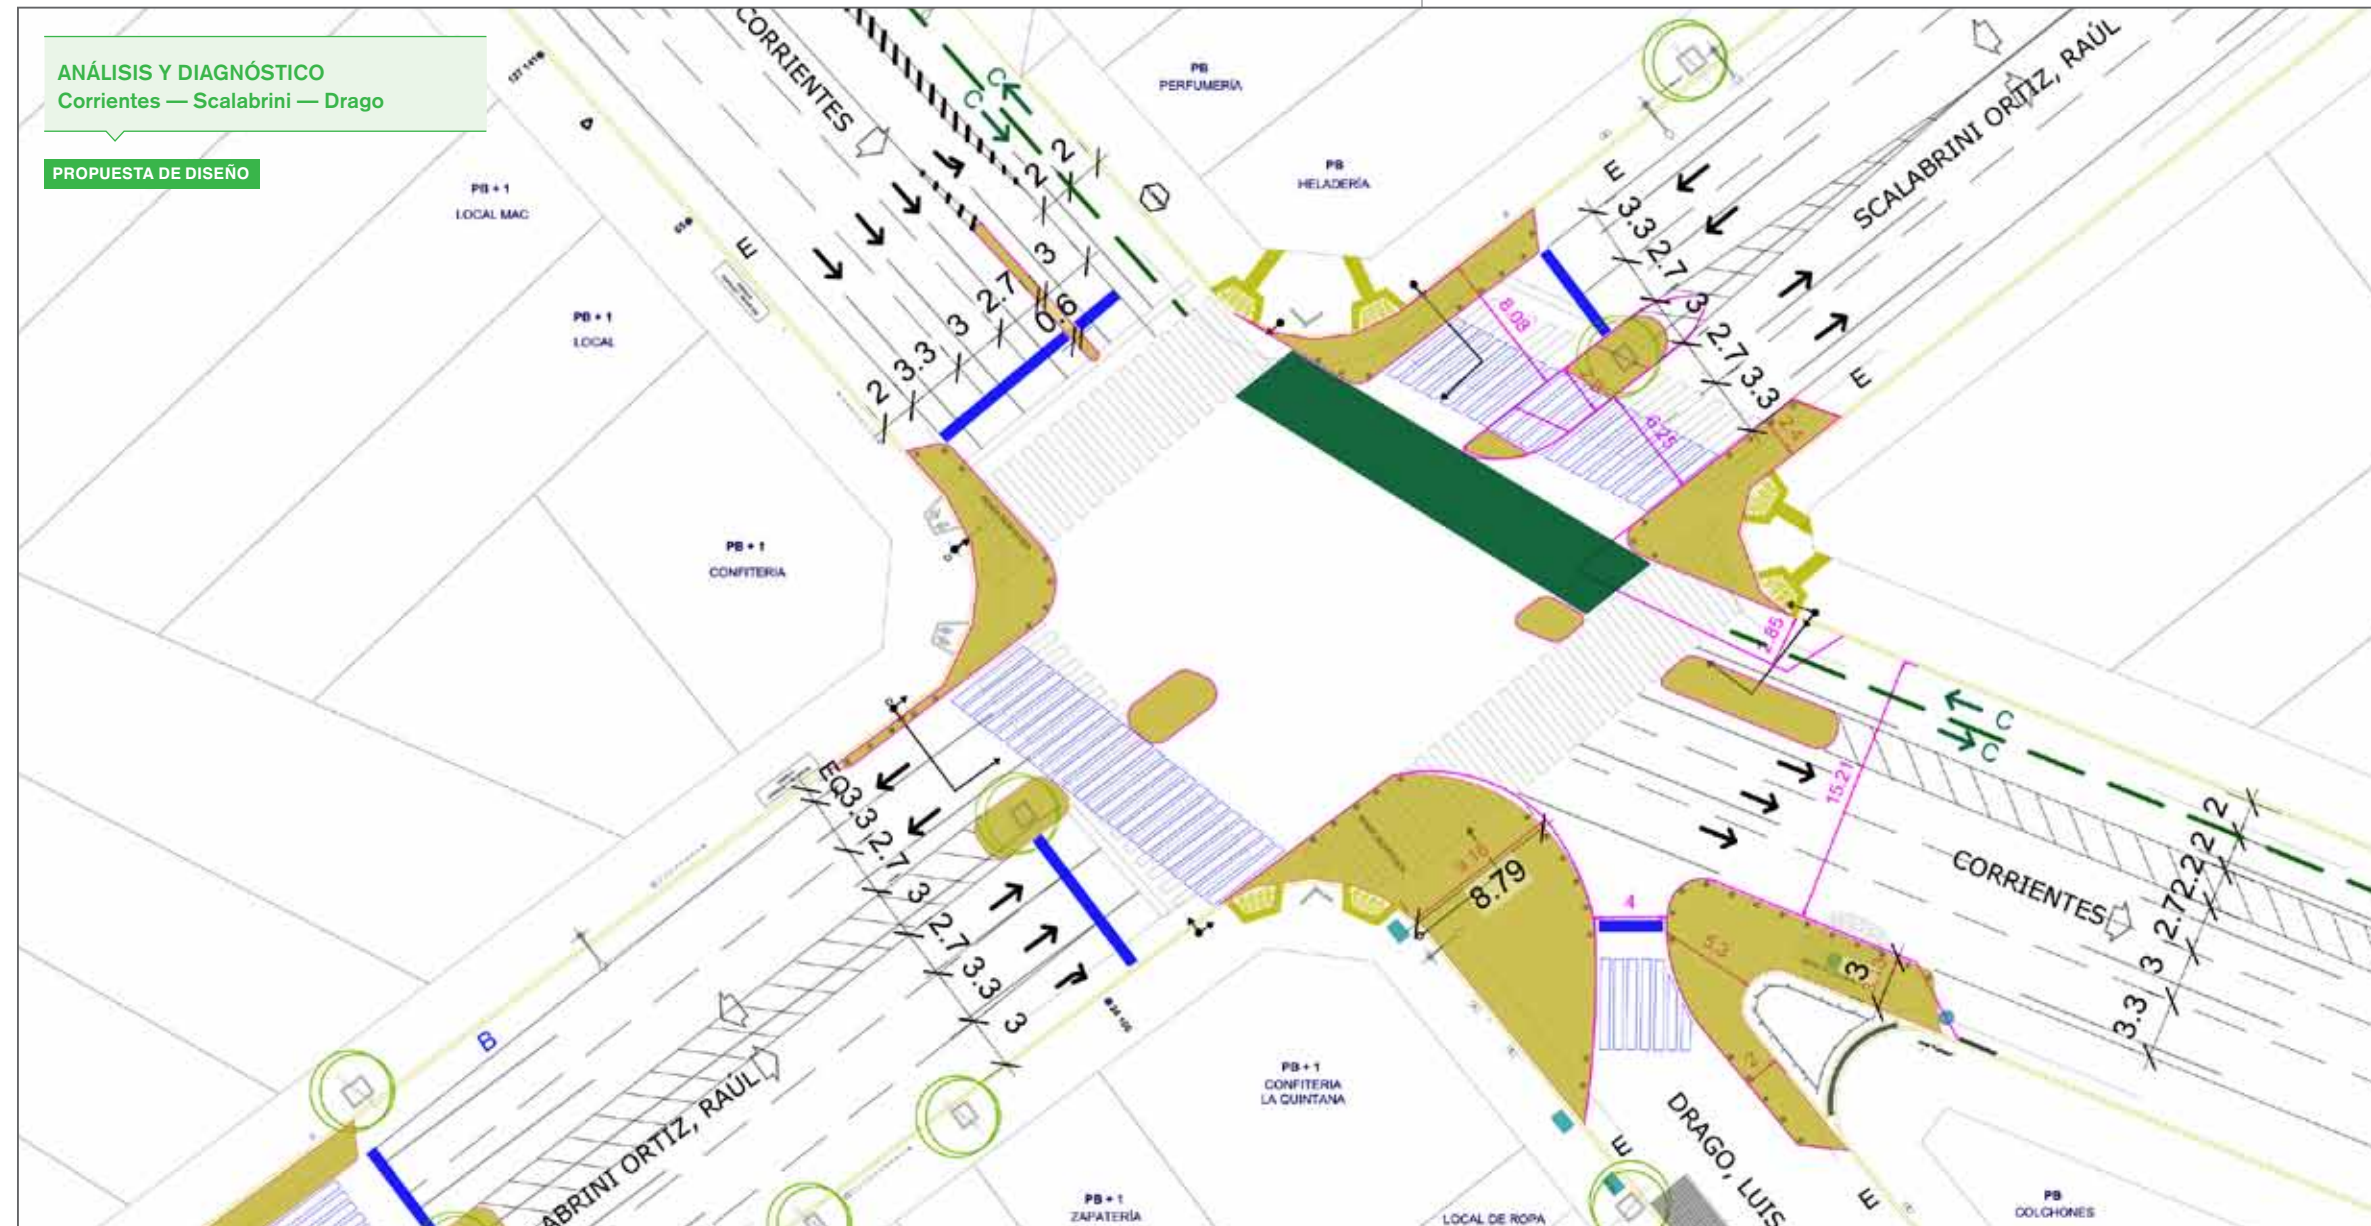 ANÁLISIS Y DIAGNÓSTICO
Corrientes — Scalabrini — Drago
PROPUESTA DE DISEÑO
CORRIENTES
C
C
2
2
PB
PERFUMERÍA
PB
HELADERÍA
SCALABRINI ORTIZ, RAÚL
E
3.3
2.7
3
2.7
3.3
E
PB + 1
LOCAL MAC
E
PB + 1
LOCAL
3
2.7
0.6
3
3.3
2
8.08
6.25
PB + 1
CONFITERIA
C
C
15.21
2
2.2
2.7
3
3.3
CORRIENTES
E
3.3
2.7
3
2.7
3.3
3
8.79
4
5.3
3
B
SCALABRINI ORTIZ, RAÚL
PB + 1
CONFITERIA
LA QUINTANA
DRAGO, LUIS
E
E
PB + 1
ZAPATERÍA
LOCAL DE ROPA
PB
COLCHONES